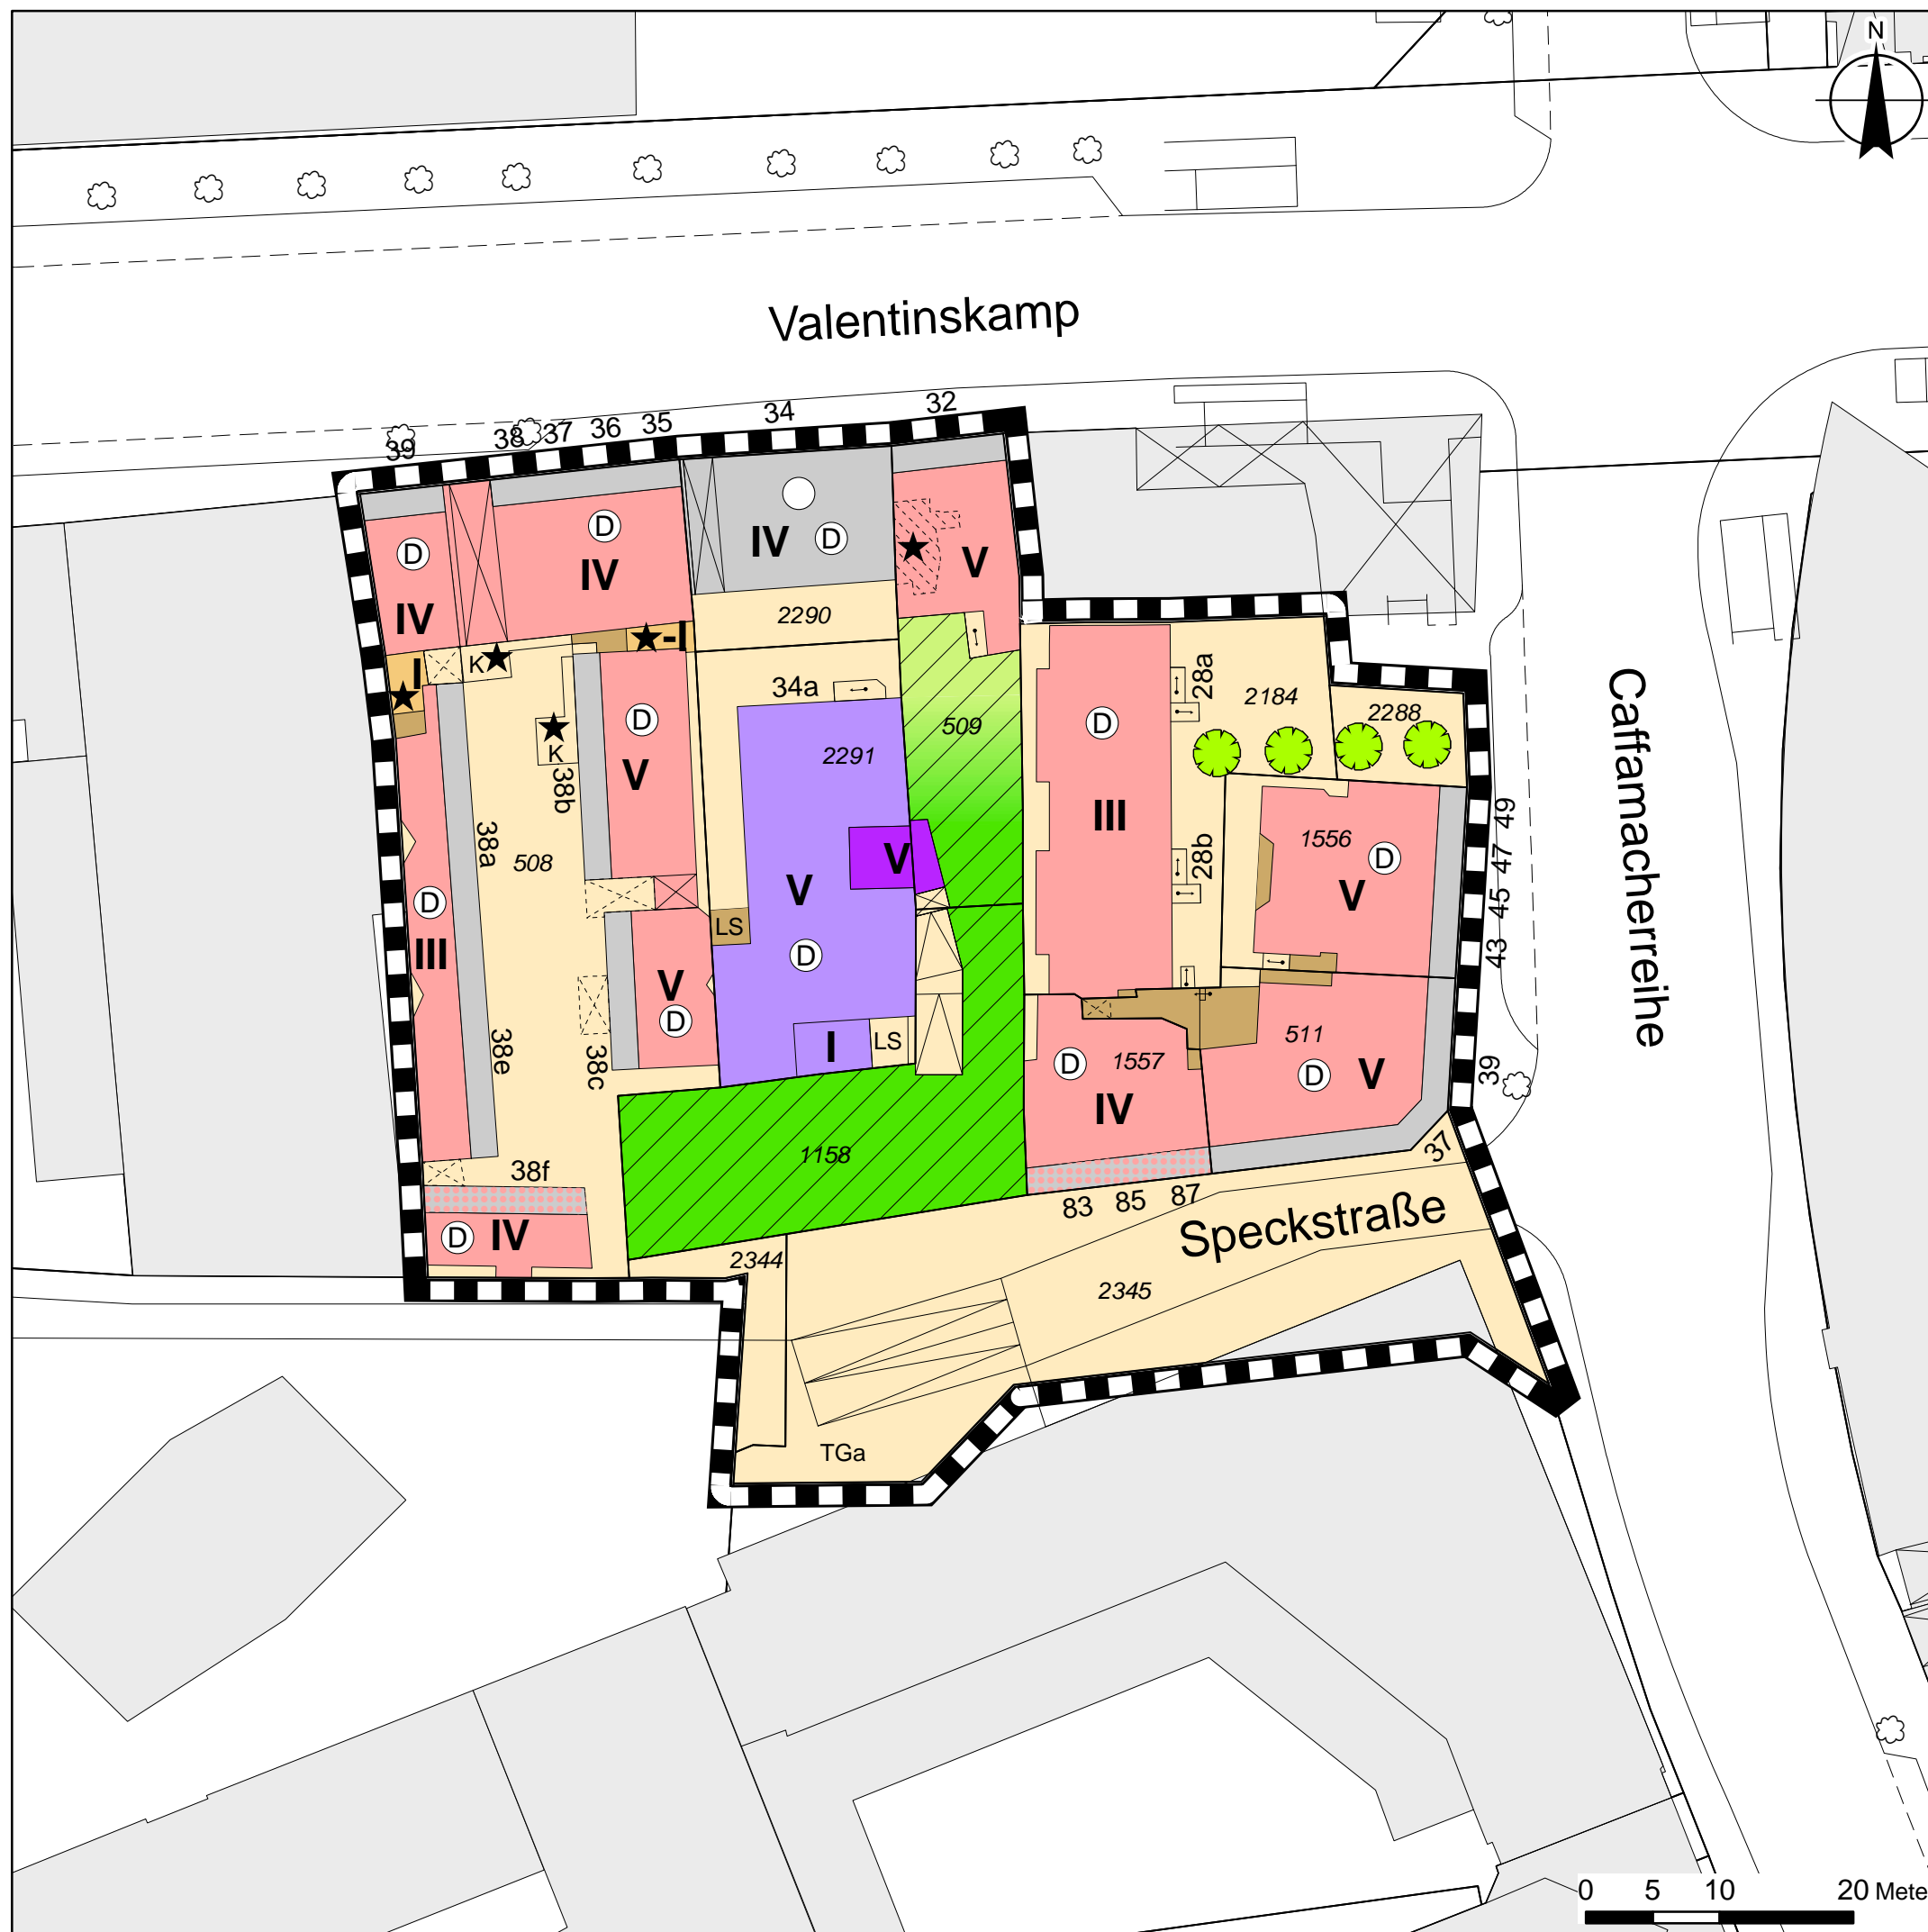 N
Valentinskamp
39
38
37
36
35
34
32
D
IV
D
IV
IV
D
V
2290
-I
K
I
34a
K
38b
D
V
2291
509
28a
2184
2288
D
III
28b
1556
D
V
49
47
45
43
Caffamacherreihe
38a
508
D
III
V
V
LS
D
V
D
I
LS
38e
38c
D
1557
IV
511
D
V
39
37
1158
38f
D
IV
83 85 87
Speckstraße
2344
2345
TGa
0 5 10 20 Mete